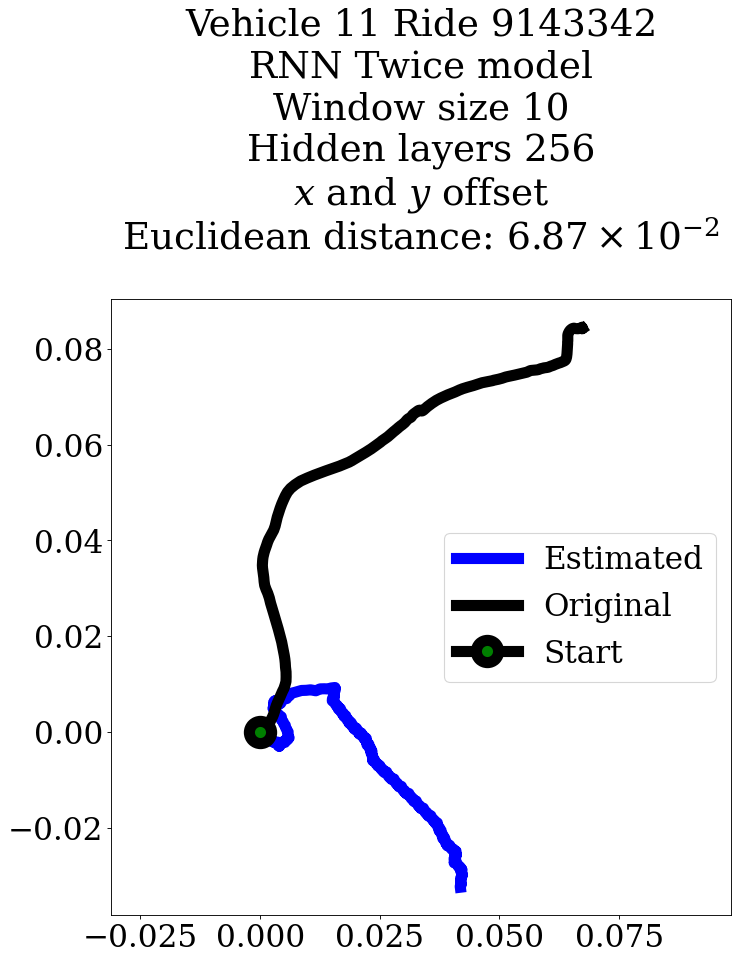 Vehicle 11 Ride 9143342
RNN Twice model
Window size 10
Hidden layers 256
x and y offset
Euclidean distance: 6.87 × 10⁻²
0.08
0.06
0.04
0.02
0.00
−0.02
Estimated
Original
Start
−0.025 0.000 0.025 0.050 0.075